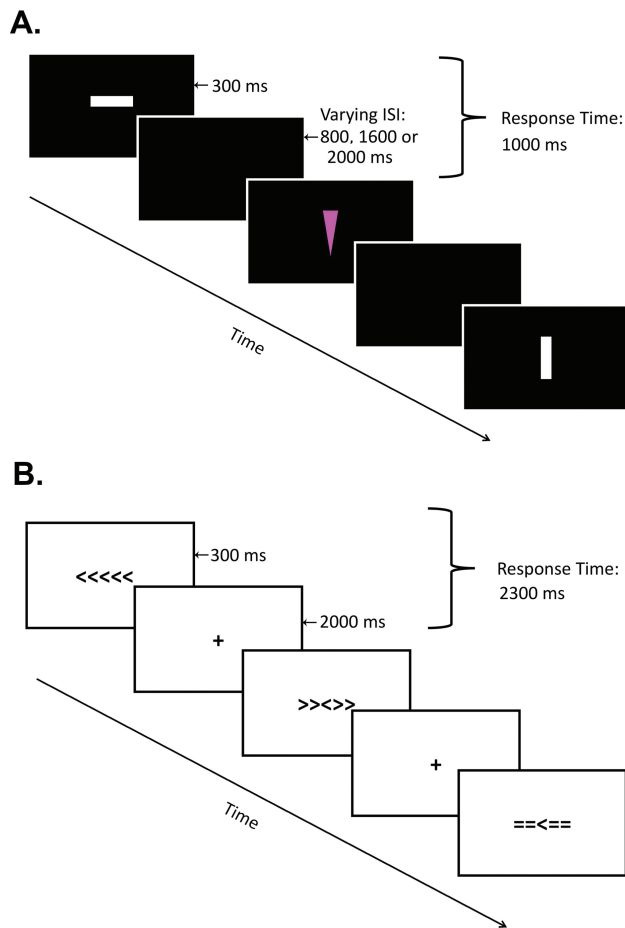 A.
←300 ms
Varying ISI:
←800, 1600 or
2000 ms
Response Time:
1000 ms
Time
B.
<<<<<
←300 ms
Response Time:
2300 ms
+
←2000 ms
>><>>
+
==<==
Time